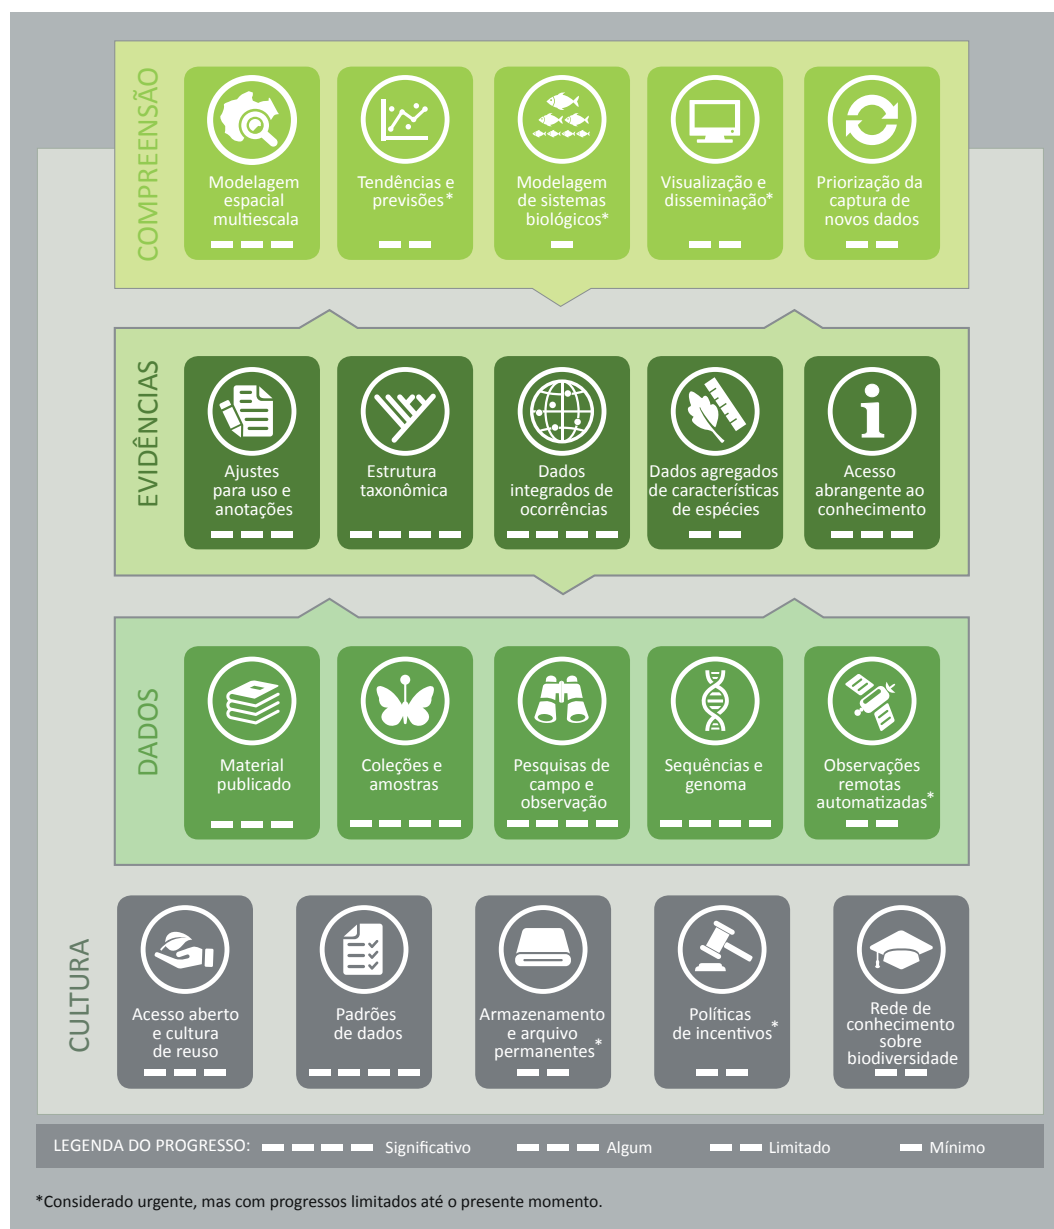 COMPREENSÃO
Modelagem
espacial
multiescala
Tendências e
previsões*
Modelagem
de sistemas
biológicos*
Visualização e
disseminação*
Priorização da
captura de
novos dados
EVIDÊNCIAS
Ajustes
para uso e
anotações
Estrutura
taxonômica
Dados
integrados de
ocorrências
Dados agregados
de características
de espécies
Acesso
abrangente ao
conhecimento
DADOS
Material
publicado
Coleções e
amostras
Pesquisas de
campo e
observação
Sequências e
genoma
Observações
remotas
automatizadas*
CULTURA
Acesso aberto
e cultura
de reuso
Padrões
de dados
Armazenamento
e arquivo
permanentes*
Políticas
de incentivos*
Rede de
conhecimento
sobre
biodiversidade
LEGENDA DO PROGRESSO: Significativo Algum Limitado Mínimo
*Considerado urgente, mas com progressos limitados até o presente momento.